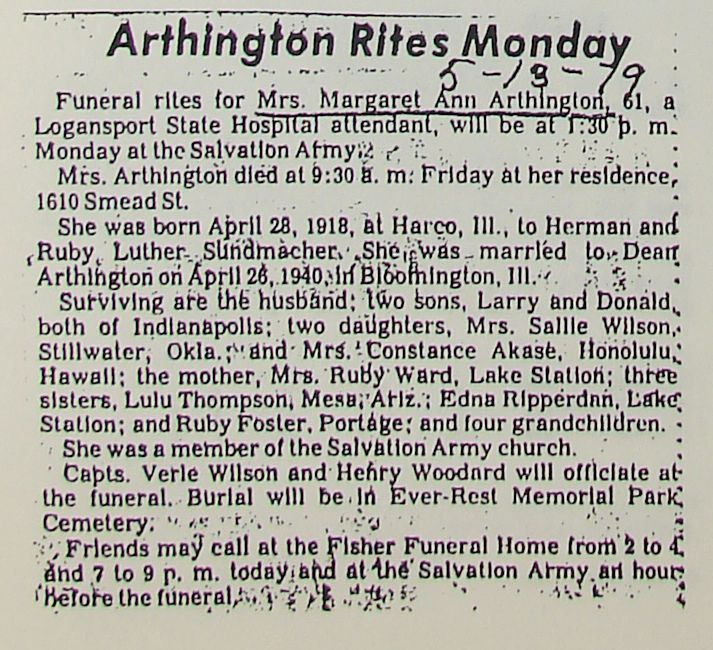 Arthington Rites Monday
5-13-79
Funeral rites for Mrs. Margaret Ann Arthington, 61, a
Logansport State Hospital attendant, will be at 1:30 p. m.
Monday at the Salvation Army.
Mrs. Arthington died at 9:30 a. m. Friday at her residence,
1610 Smead St.
She was born April 28, 1918, at Harco, Ill., to Herman and
Ruby Luther Sundmacher. She was married to Dean
Arthington on April 26, 1940, in Bloomington, Ill.
Surviving are the husband; two sons, Larry and Donald,
both of Indianapolis; two daughters, Mrs. Sallie Wilson,
Stillwater, Okla.; and Mrs. Constance Akase, Honolulu,
Hawaii; the mother, Mrs. Ruby Ward, Lake Station; three
sisters, Lulu Thompson, Mesa, Ariz.; Edna Ripperdan, Lake
Station; and Ruby Foster, Portage; and four grandchildren.
She was a member of the Salvation Army church.
Capts. Verle Wilson and Henry Woodard will officiate at
the funeral. Burial will be in Ever-Rest Memorial Park
Cemetery.
Friends may call at the Fisher Funeral Home from 2 to 4
and 7 to 9 p. m. today and at the Salvation Army an hour
before the funeral.